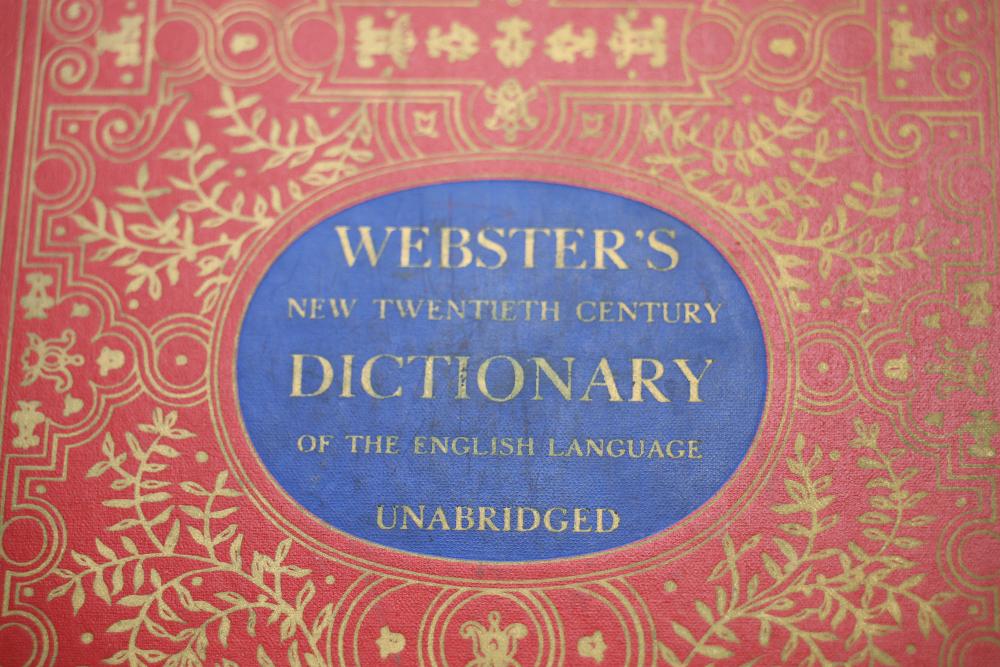 WEBSTER'S
NEW TWENTIETH CENTURY
DICTIONARY
OF THE ENGLISH LANGUAGE
UNABRIDGED